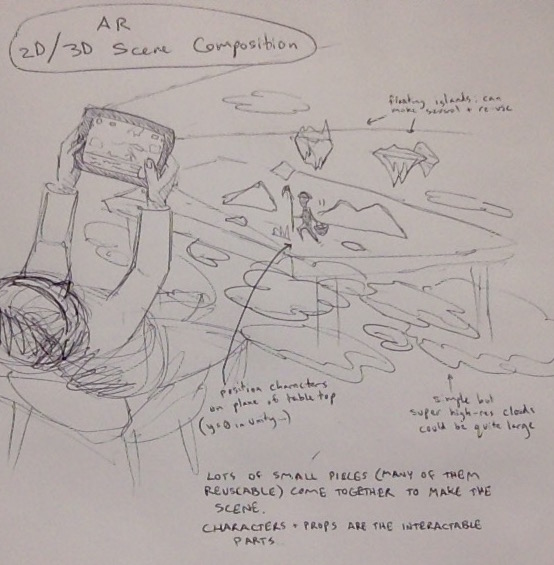 AR
2D/3D Scene Composition
floating islands: can
make several + re-use
position characters
on plane of table top
(y=0 in Unity...)
simple but
super high-res clouds
could be quite large
LOTS OF SMALL PIECES (MANY OF THEM
REUSEABLE) COME TOGETHER TO MAKE THE
SCENE.
CHARACTERS + PROPS ARE THE INTERACTABLE
PARTS